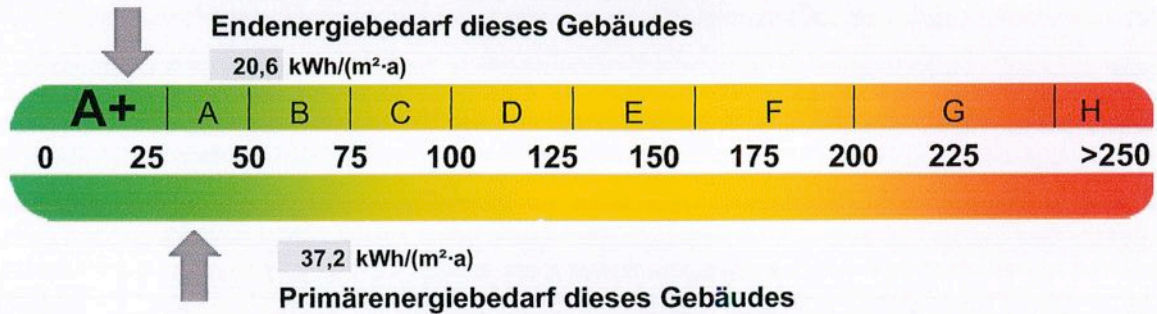 Endenergiebedarf dieses Gebäudes
20,6 kWh/(m²·a)
A+ A B C D E F G H
0 25 50 75 100 125 150 175 200 225 >250
37,2 kWh/(m²·a)
Primärenergiebedarf dieses Gebäudes